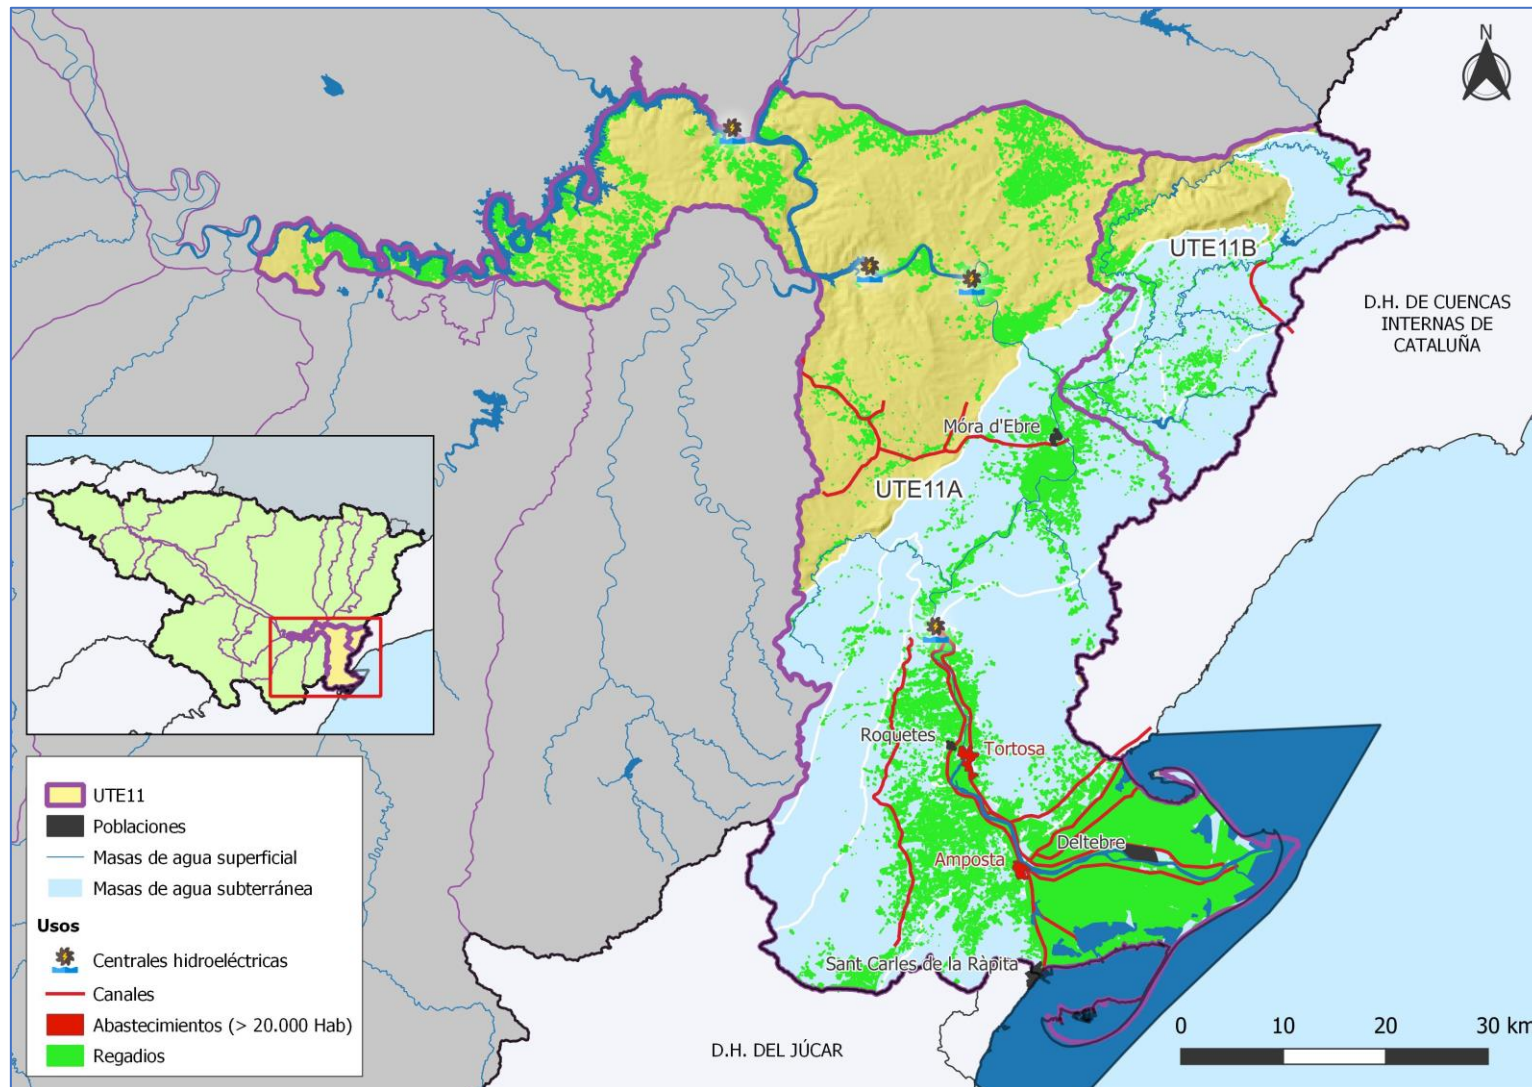 N
UTE11B
D.H. DE CUENCAS
INTERNAS DE
CATALUÑA
Móra d'Ebre
UTE11A
Roquetes
Tortosa
Deltebre
Amposta
Sant Carles de la Ràpita
D.H. DEL JÚCAR
0 10 20 30 km
UTE11
Poblaciones
Masas de agua superficial
Masas de agua subterránea
Usos
Centrales hidroeléctricas
Canales
Abastecimientos (> 20.000 Hab)
Regadios